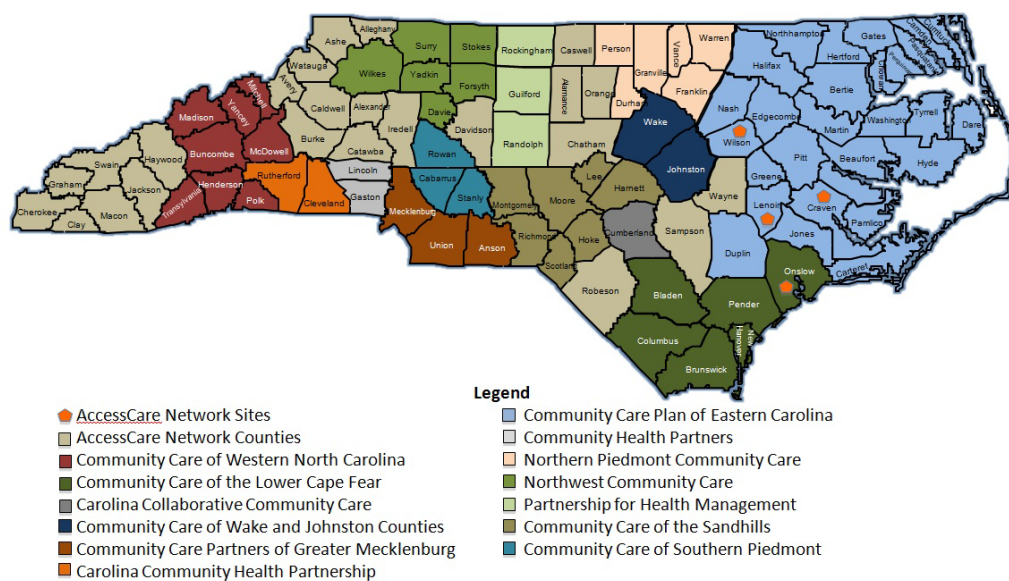 Alleghany
Ashe
Surry
Stokes
Rockingham
Caswell
Person
Vance
Warren
Northhampton
Gates
Camden
Currituck
Pasquotank
Perquimans
Chowan
Hertford
Halifax
Granville
Watauga
Wilkes
Yadkin
Forsyth
Guilford
Alamance
Orange
Durham
Franklin
Bertie
Avery
Mitchell
Yancey
Madison
Caldwell
Alexander
Davie
Iredell
Davidson
Randolph
Chatham
Wake
Nash
Edgecombe
Wilson
Martin
Washington
Tyrrell
Dare
Burke
McDowell
Buncombe
Haywood
Swain
Graham
Jackson
Cherokee
Clay
Macon
Transylvania
Henderson
Polk
Rutherford
Cleveland
Catawba
Lincoln
Gaston
Rowan
Cabarrus
Stanly
Mecklenburg
Union
Anson
Montgomery
Moore
Lee
Harnett
Johnston
Wayne
Greene
Pitt
Beaufort
Hyde
Lenoir
Craven
Pamlico
Jones
Carteret
Richmond
Scotland
Hoke
Cumberland
Sampson
Duplin
Onslow
Robeson
Bladen
Pender
Columbus
Brunswick
New
Hanover
Legend
AccessCare Network Sites
AccessCare Network Counties
Community Care of Western North Carolina
Community Care of the Lower Cape Fear
Carolina Collaborative Community Care
Community Care of Wake and Johnston Counties
Community Care Partners of Greater Mecklenburg
Carolina Community Health Partnership
Community Care Plan of Eastern Carolina
Community Health Partners
Northern Piedmont Community Care
Northwest Community Care
Partnership for Health Management
Community Care of the Sandhills
Community Care of Southern Piedmont